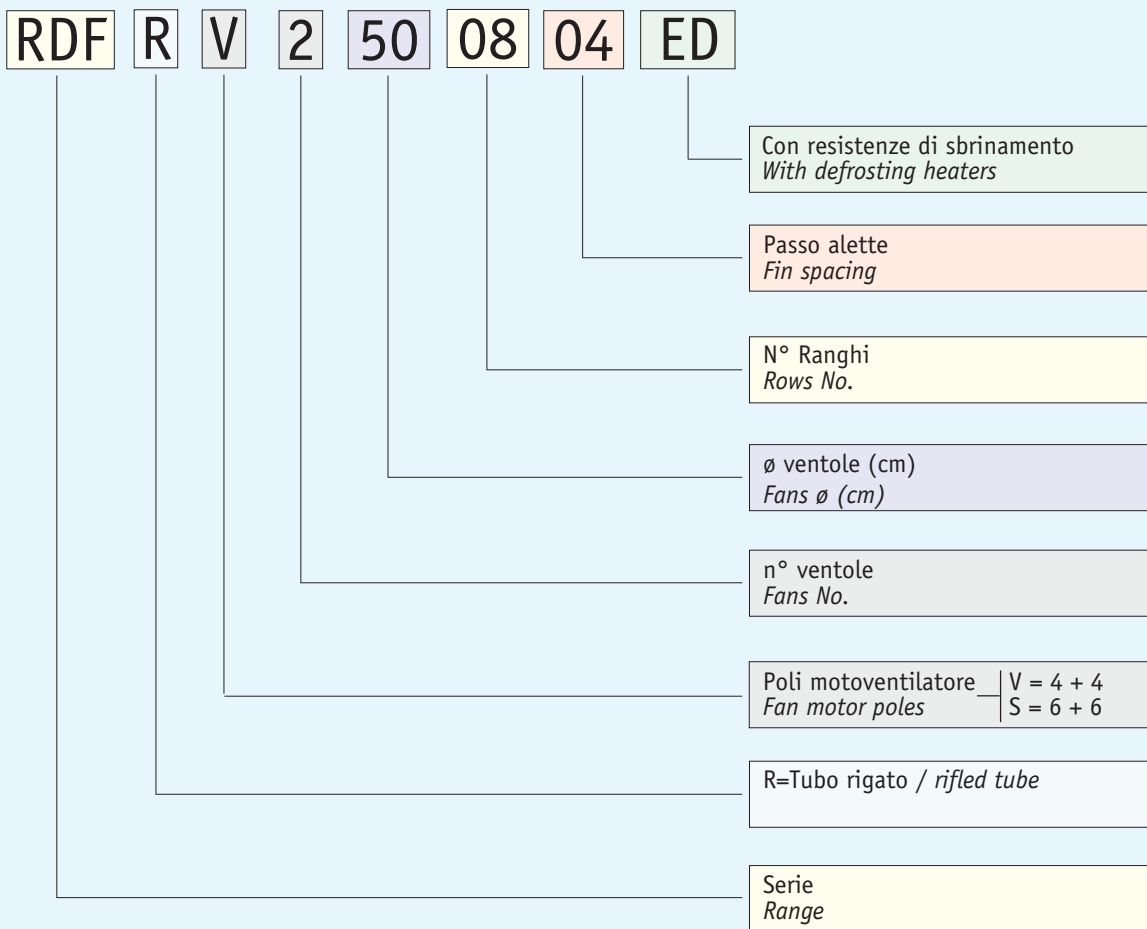 RDF R V 2 50 08 04 ED
Con resistenze di sbrinamento
With defrosting heaters
Passo alette
Fin spacing
N° Ranghi
Rows No.
ø ventole (cm)
Fans ø (cm)
n° ventole
Fans No.
Poli motoventilatore V = 4 + 4
Fan motor poles S = 6 + 6
R=Tubo rigato / rifled tube
Serie
Range